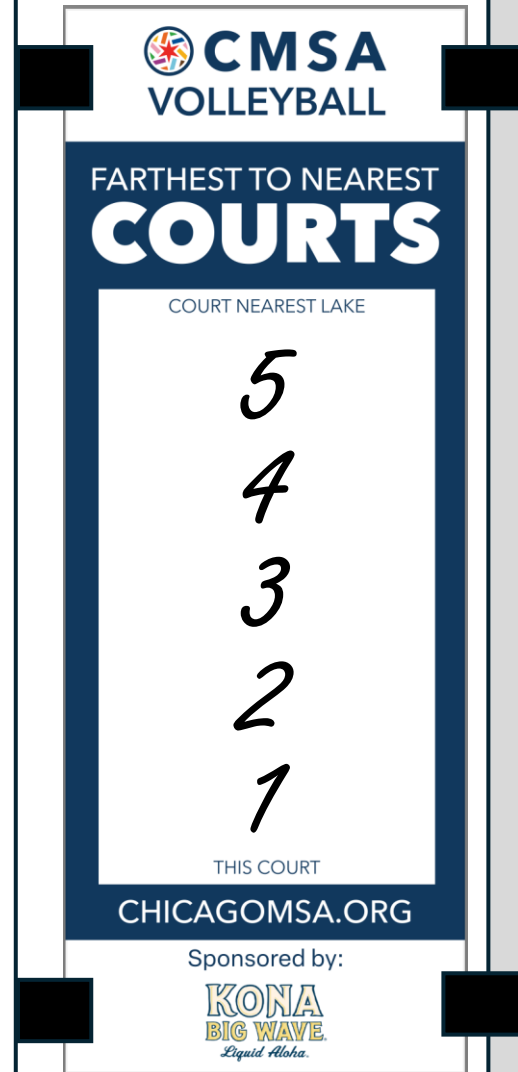 CMSA
VOLLEYBALL
FARTHEST TO NEAREST
COURTS
COURT NEAREST LAKE
5
4
3
2
1
THIS COURT
CHICAGOMSA.ORG
Sponsored by:
KONA
BIG WAVE
Liquid Aloha.